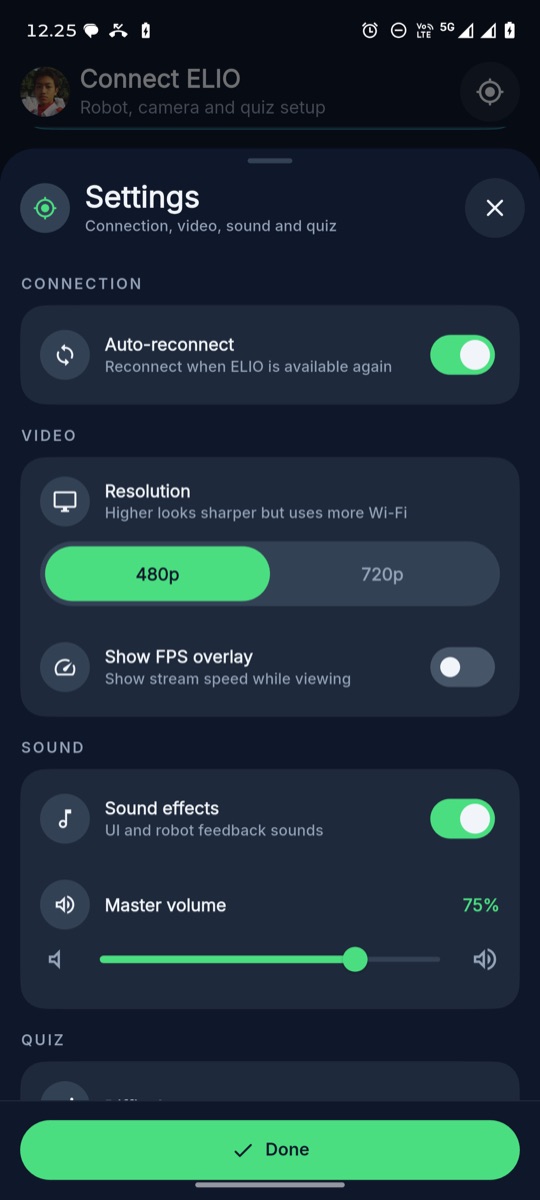 12.25
Vo
LTE
5G
Connect ELIO
Robot, camera and quiz setup
Settings
Connection, video, sound and quiz
CONNECTION
Auto-reconnect
Reconnect when ELIO is available again
VIDEO
Resolution
Higher looks sharper but uses more Wi-Fi
480p 720p
Show FPS overlay
Show stream speed while viewing
SOUND
Sound effects
UI and robot feedback sounds
Master volume 75%
QUIZ
Done